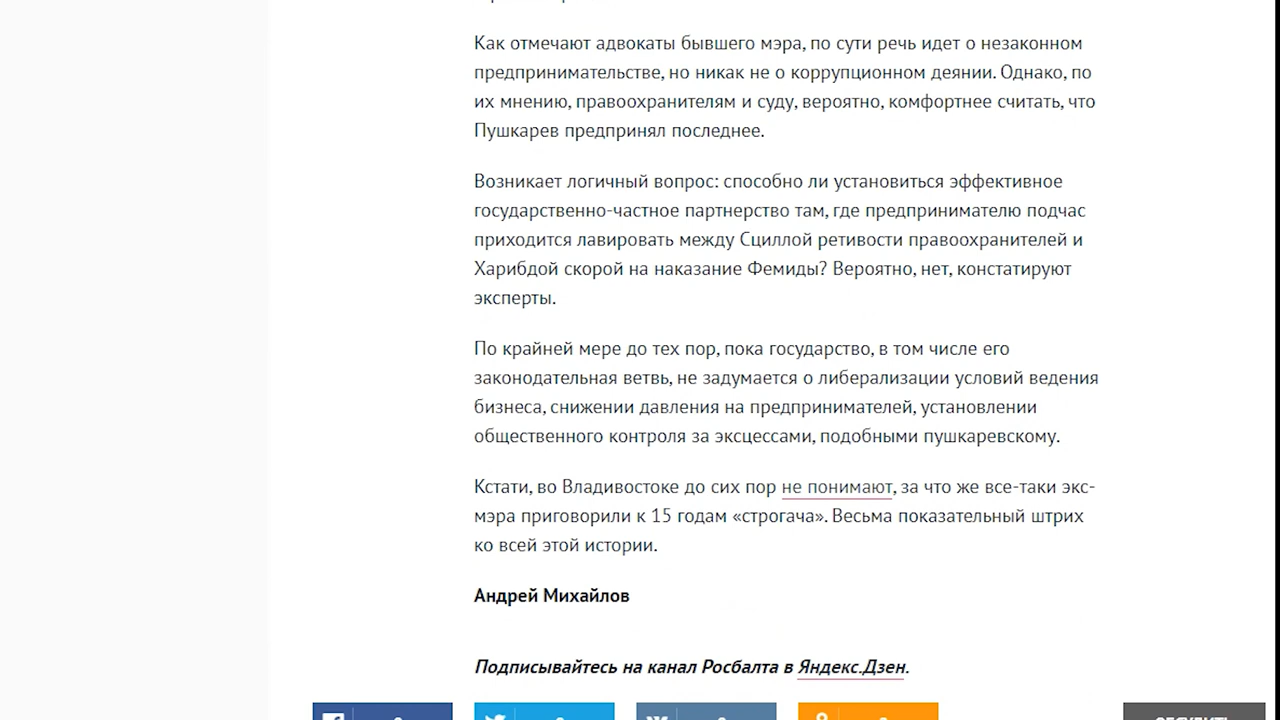 Как отмечают адвокаты бывшего мэра, по сути речь идет о незаконном
предпринимательстве, но никак не о коррупционном деянии. Однако, по
их мнению, правоохранителям и суду, вероятно, комфортнее считать, что
Пушкарев предпринял последнее.
Возникает логичный вопрос: способно ли установиться эффективное
государственно-частное партнерство там, где предпринимателю подчас
приходится лавировать между Сциллой ретивости правоохранителей и
Харибдой скорой на наказание Фемиды? Вероятно, нет, констатируют
эксперты.
По крайней мере до тех пор, пока государство, в том числе его
законодательная ветвь, не задумается о либерализации условий ведения
бизнеса, снижении давления на предпринимателей, установлении
общественного контроля за эксцессами, подобными пушкаревскому.
Кстати, во Владивостоке до сих пор не понимают, за что же все-таки экс-
мэра приговорили к 15 годам «строгача». Весьма показательный штрих
ко всей этой истории.
Андрей Михайлов
Подписывайтесь на канал Росбалта в Яндекс.Дзен.